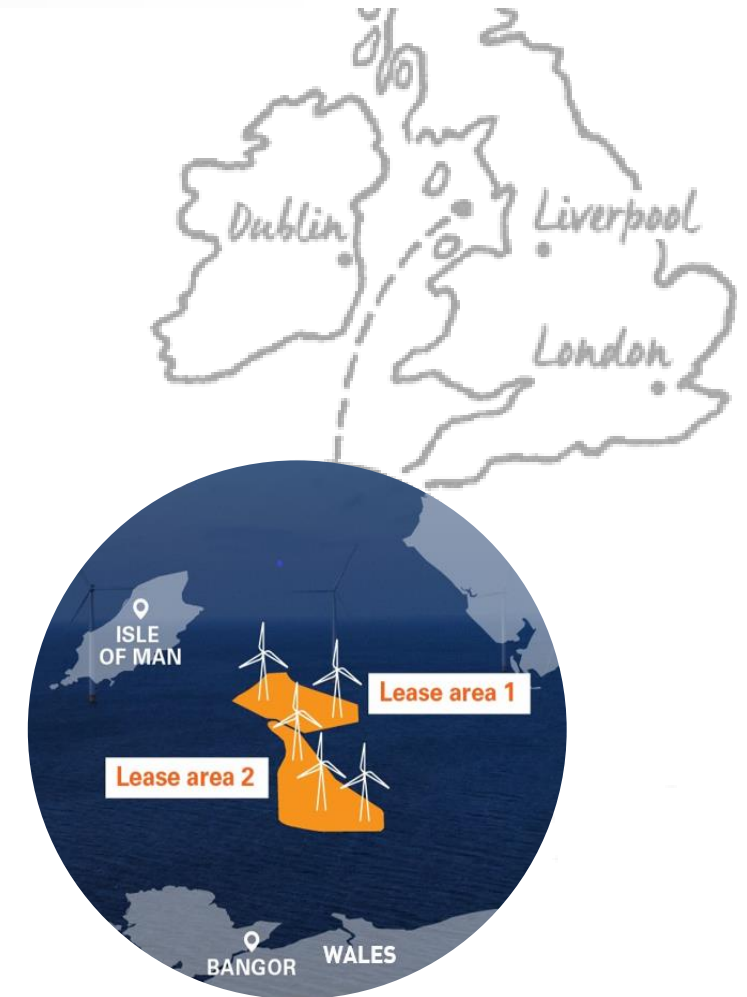 Dublin
Liverpool
London
ISLE
OF MAN
Lease area 1
Lease area 2
BANGOR
WALES